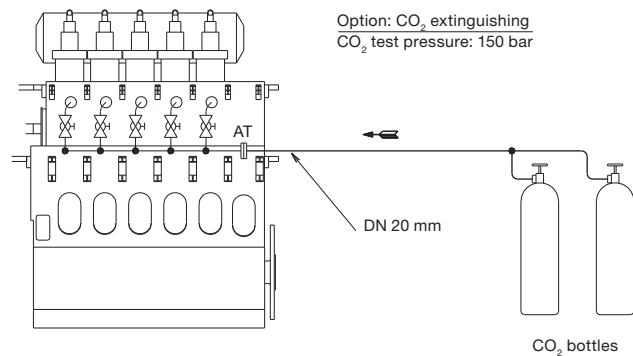 Option: CO₂ extinguishing
CO₂ test pressure: 150 bar
AT
DN 20 mm
CO₂ bottles